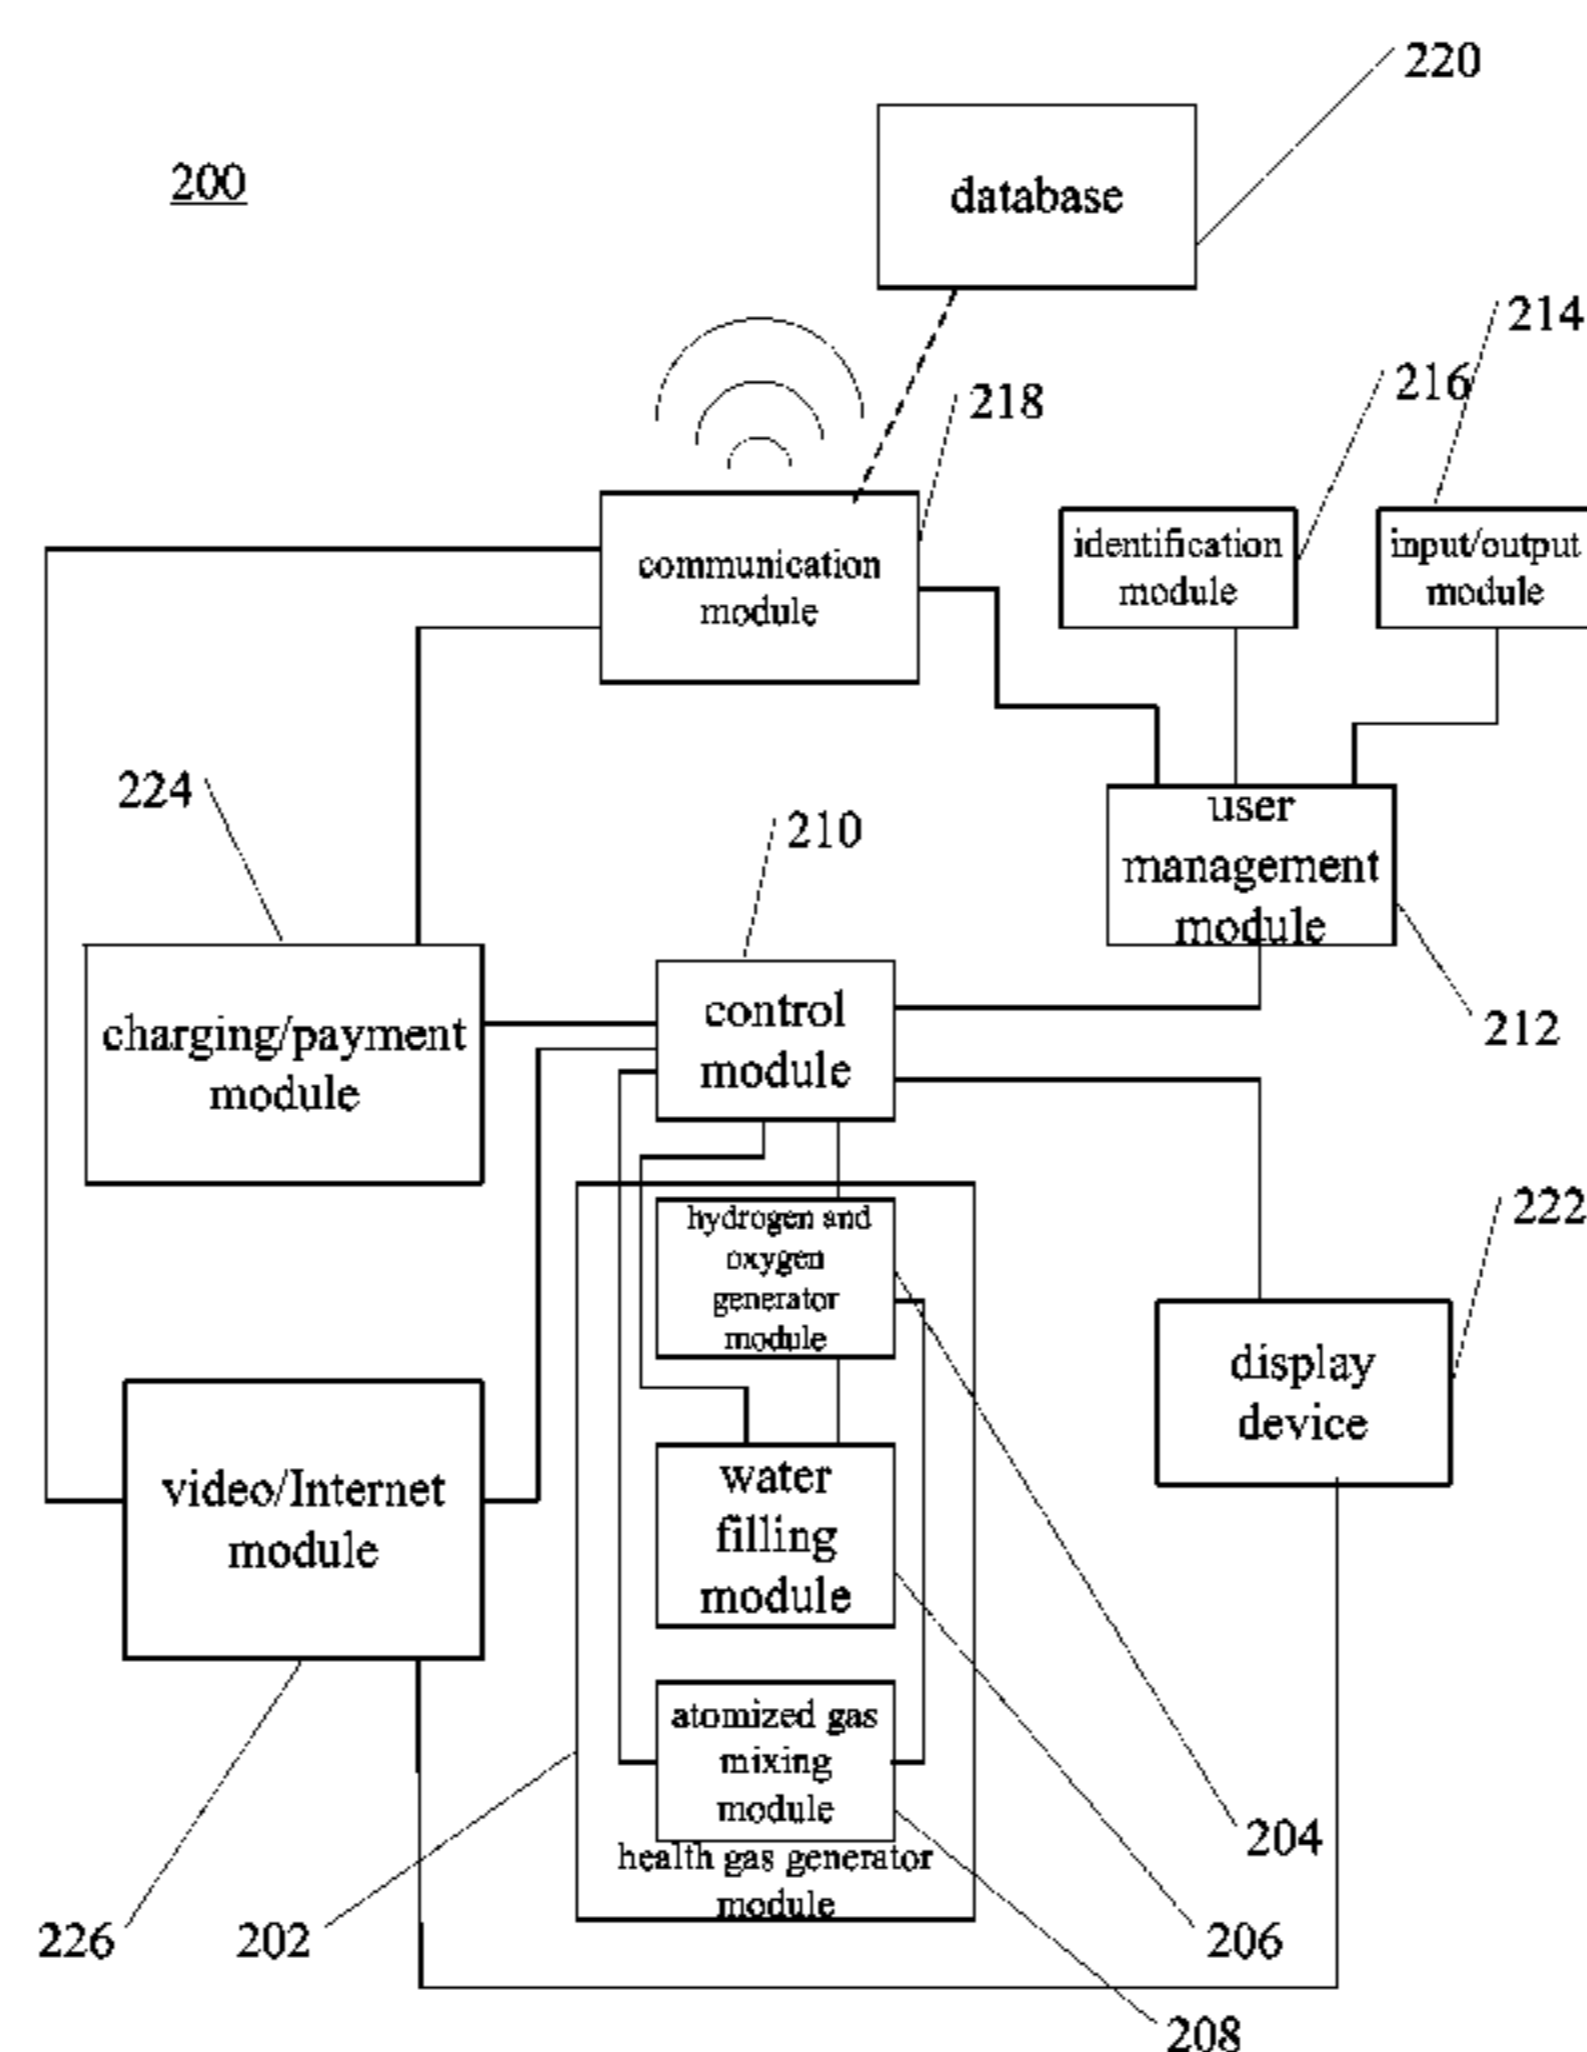 220
200
database
214
216
218
identification
module
input/output
module
communication
module
224
210
user
management
module
control
module
212
charging/payment
module
222
hydrogen and
oxygen
generator
module
display
device
water
filling
module
video/Internet
module
atomized gas
mixing
module
204
health gas generator
module
226
202
206
208